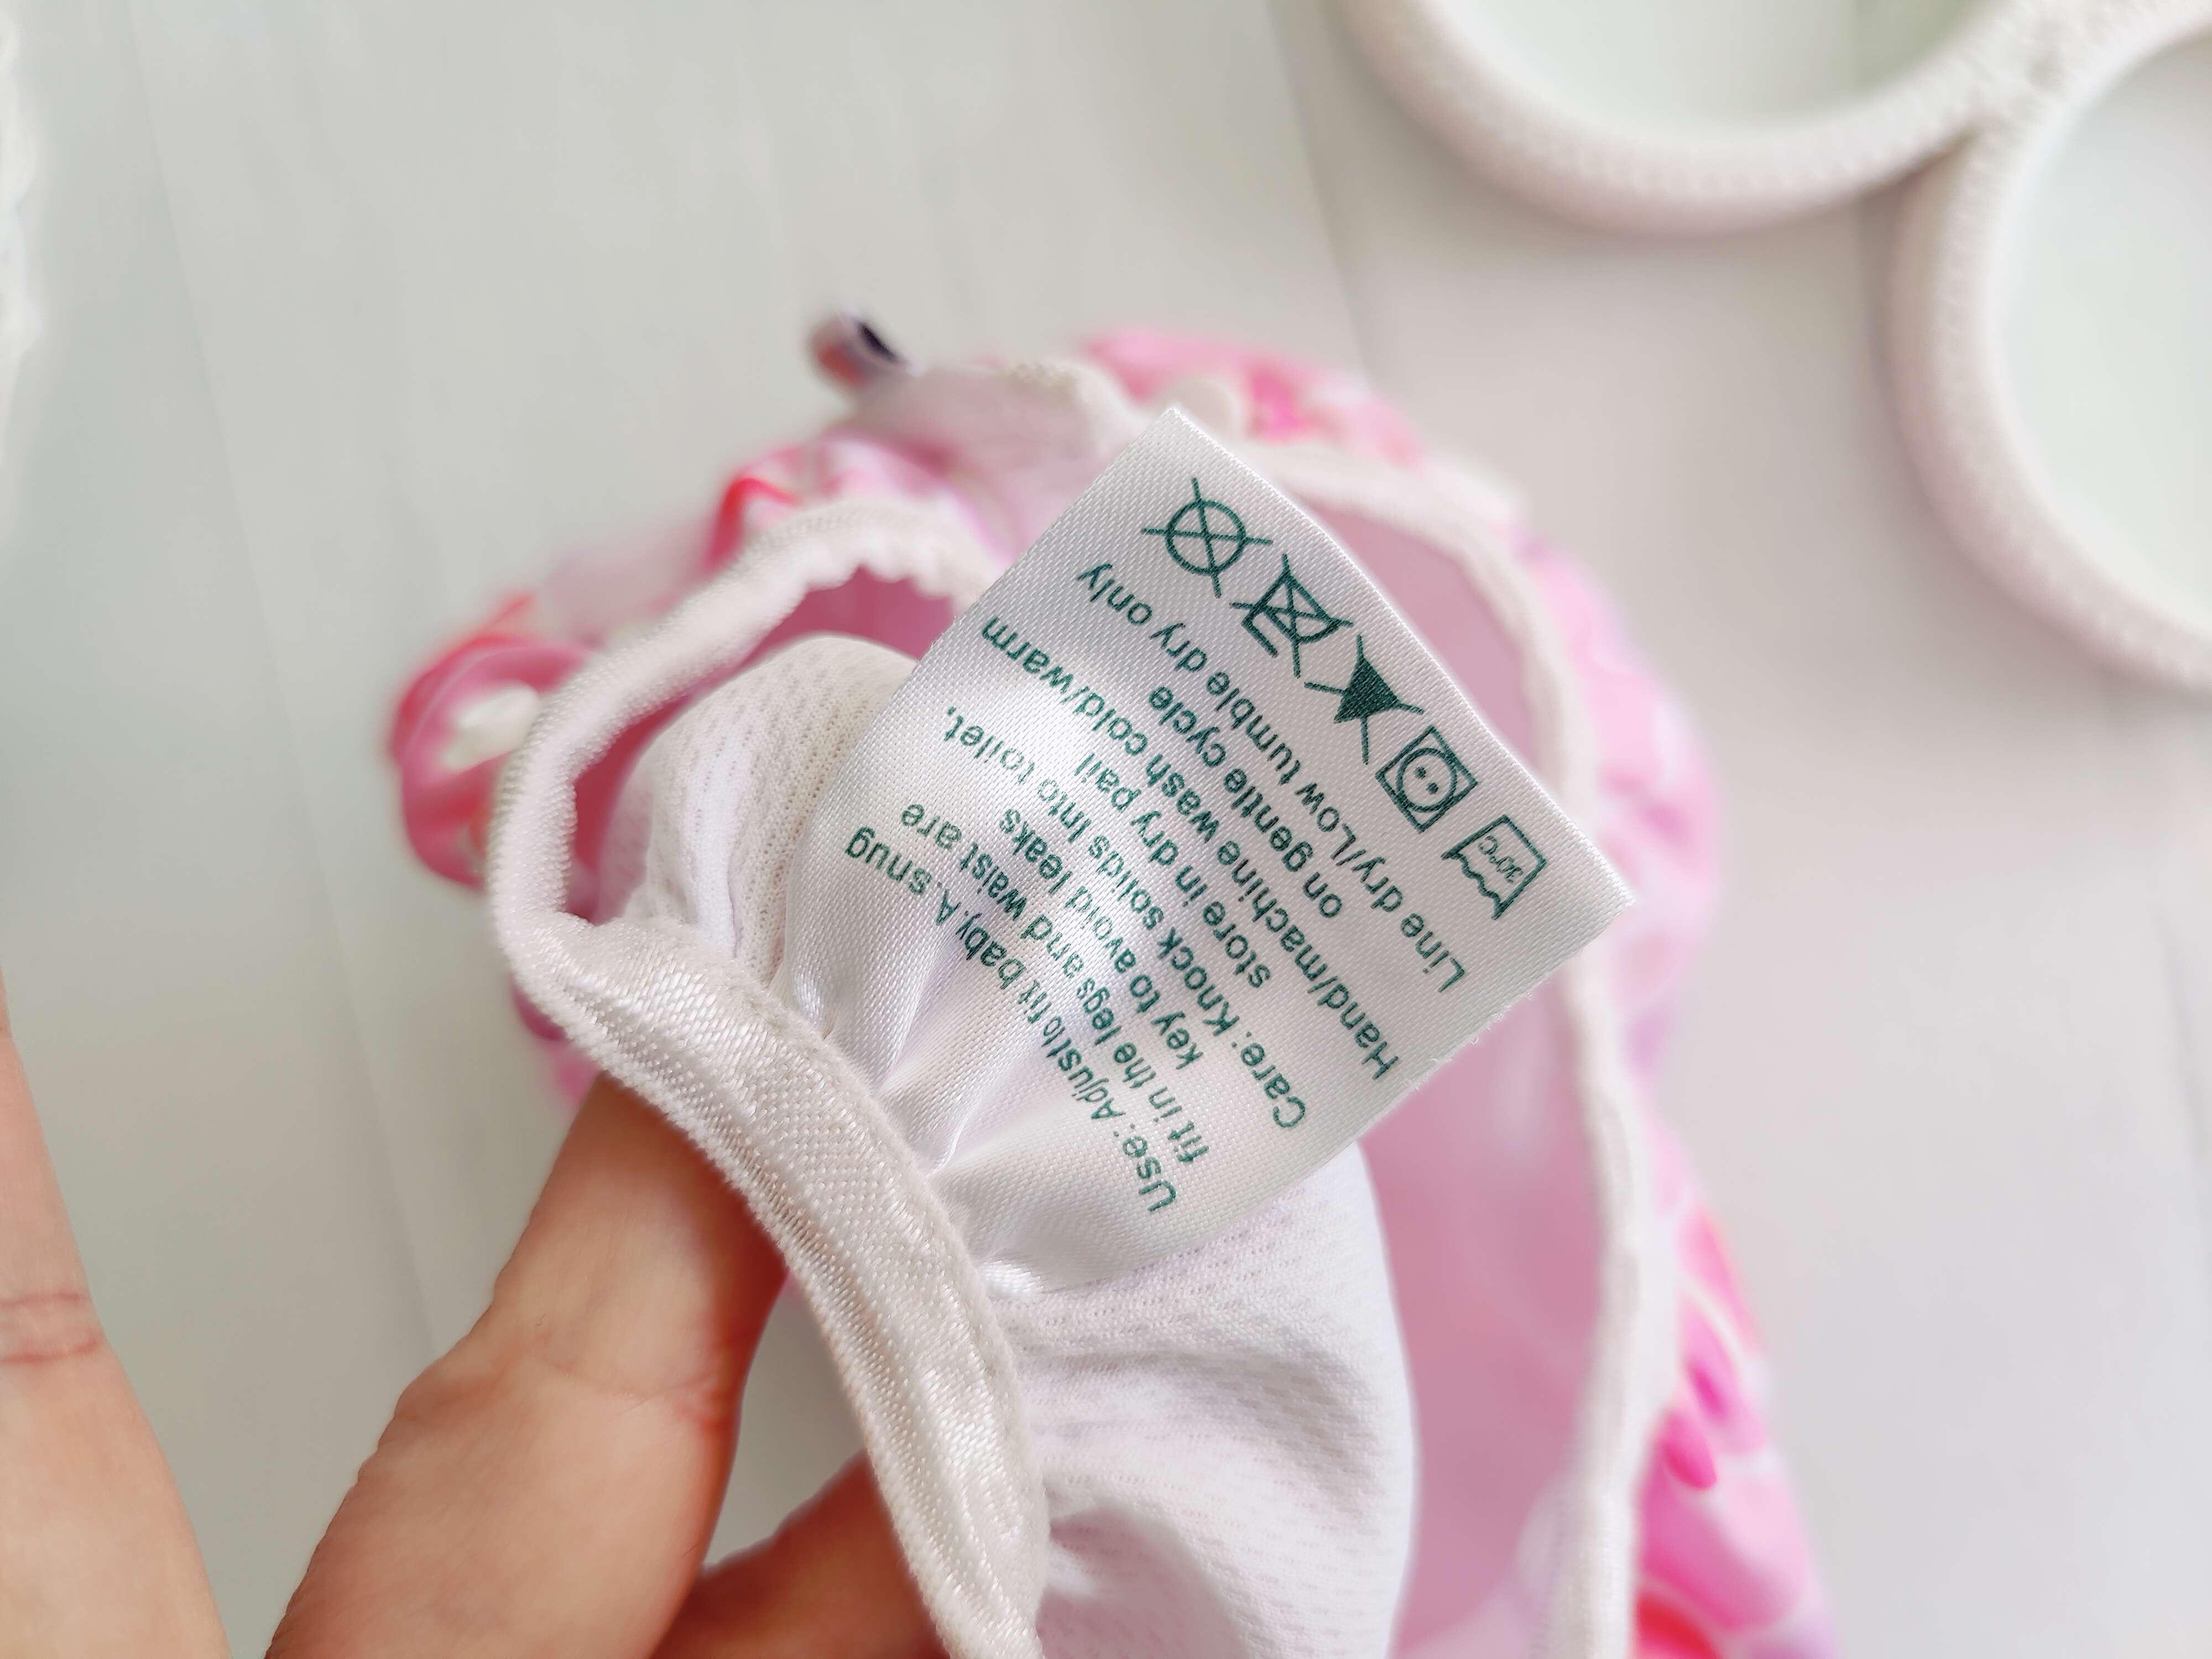 Use: Adjust to fit baby. A snug
fit in the legs and waist are
key to avoid leaks
Care: Knock solids Into toilet,
store in dry pail
Hand/machine wash cold/warm
on gentle cycle
Line dry/Low tumble dry only
30°C